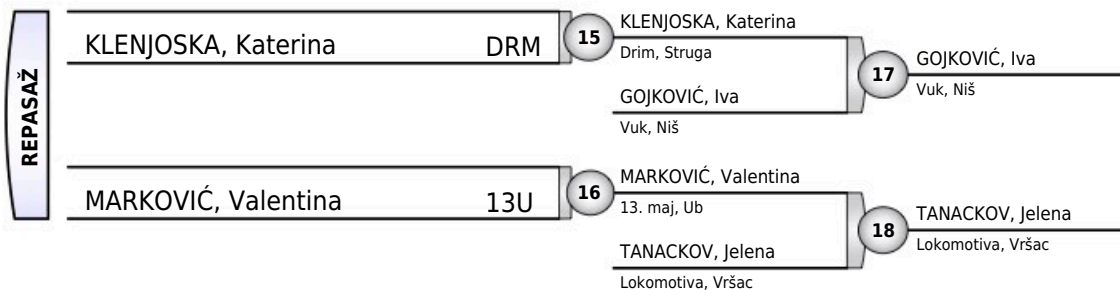 REPASAŽ
KLENJOSKA, Katerina DRM
15
KLENJOSKA, Katerina
Drim, Struga
GOJKOVIĆ, Iva
Vuk, Niš
17
GOJKOVIĆ, Iva
Vuk, Niš
MARKOVIĆ, Valentina 13U
16
MARKOVIĆ, Valentina
13. maj, Ub
TANACKOV, Jelena
Lokomotiva, Vršac
18
TANACKOV, Jelena
Lokomotiva, Vršac